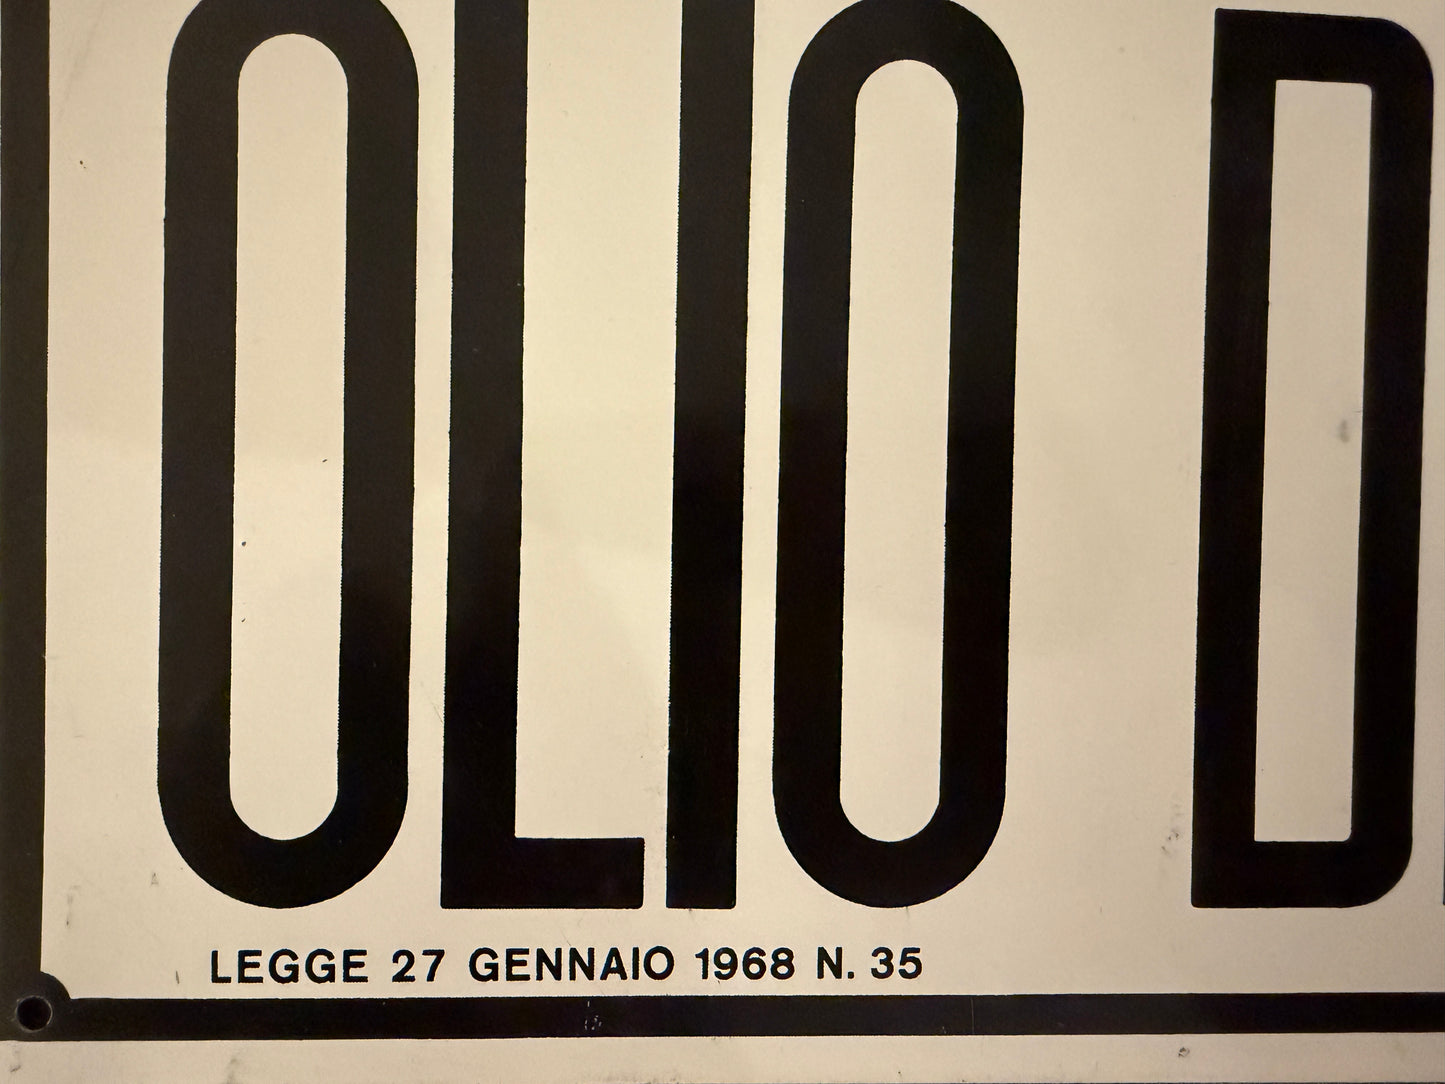 OLIO D
LEGGE 27 GENNAIO 1968 N. 35